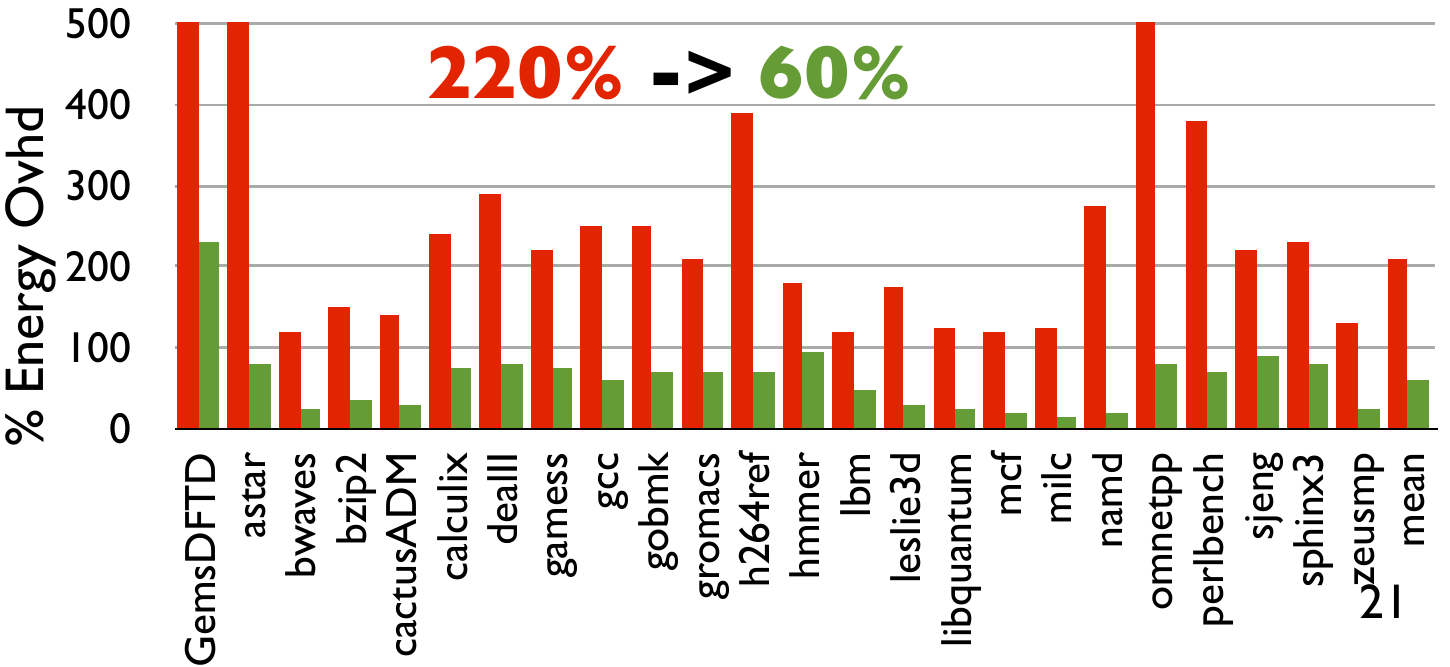 500
220% -> 60%
400
300
200
100
0
% Energy Ovhd
GemsDFTD
astar
bwaves
bzip2
cactusADM
calculix
dealII
gamess
gcc
gobmk
gromacs
h264ref
hmmer
lbm
leslie3d
libquantum
mcf
milc
namd
omnetpp
perlbench
sjeng
sphinx3
zeusmp
mean
21